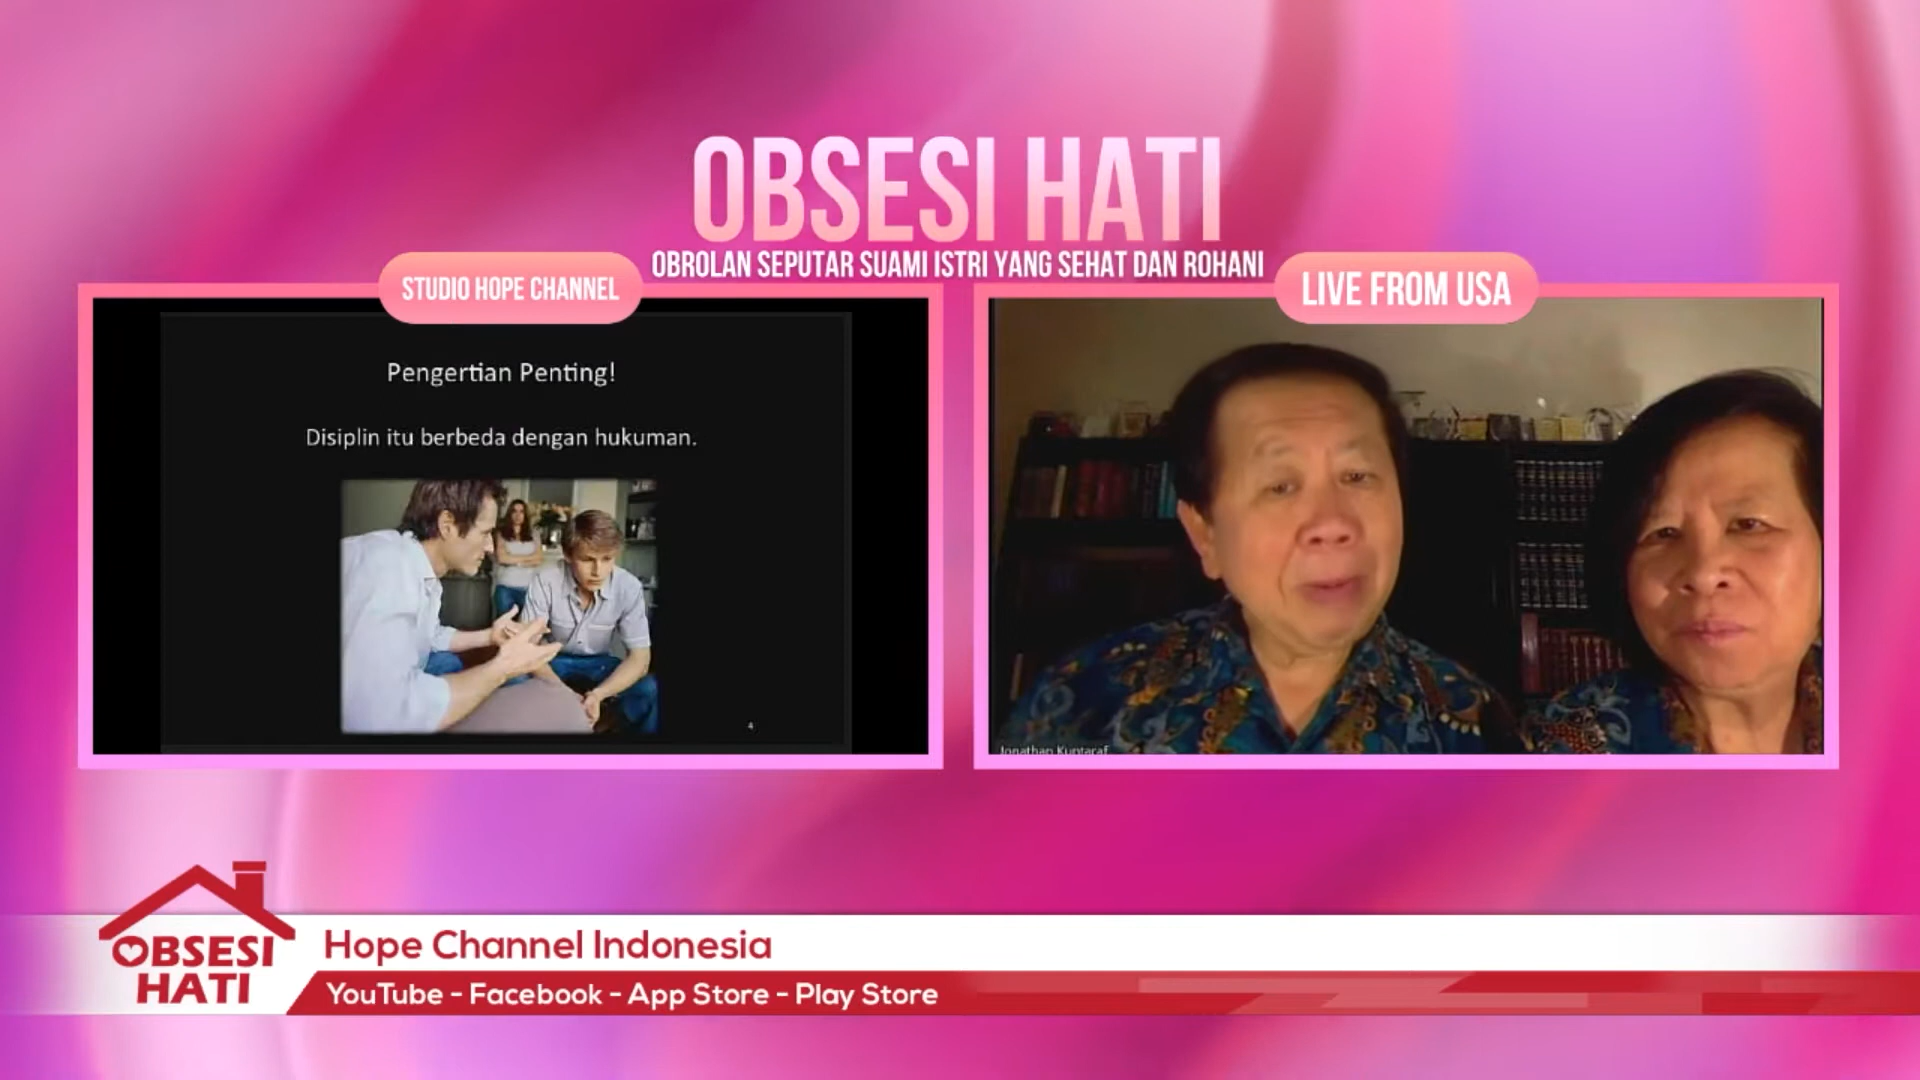 OBSESI HATI
OBROLAN SEPUTAR SUAMI ISTRI YANG SEHAT DAN ROHANI
STUDIO HOPE CHANNEL
LIVE FROM USA
Pengertian Penting!
Disiplin itu berbeda dengan hukuman.
4
Jonathan Kuntaraf
OBSESI
HATI
Hope Channel Indonesia
YouTube - Facebook - App Store - Play Store